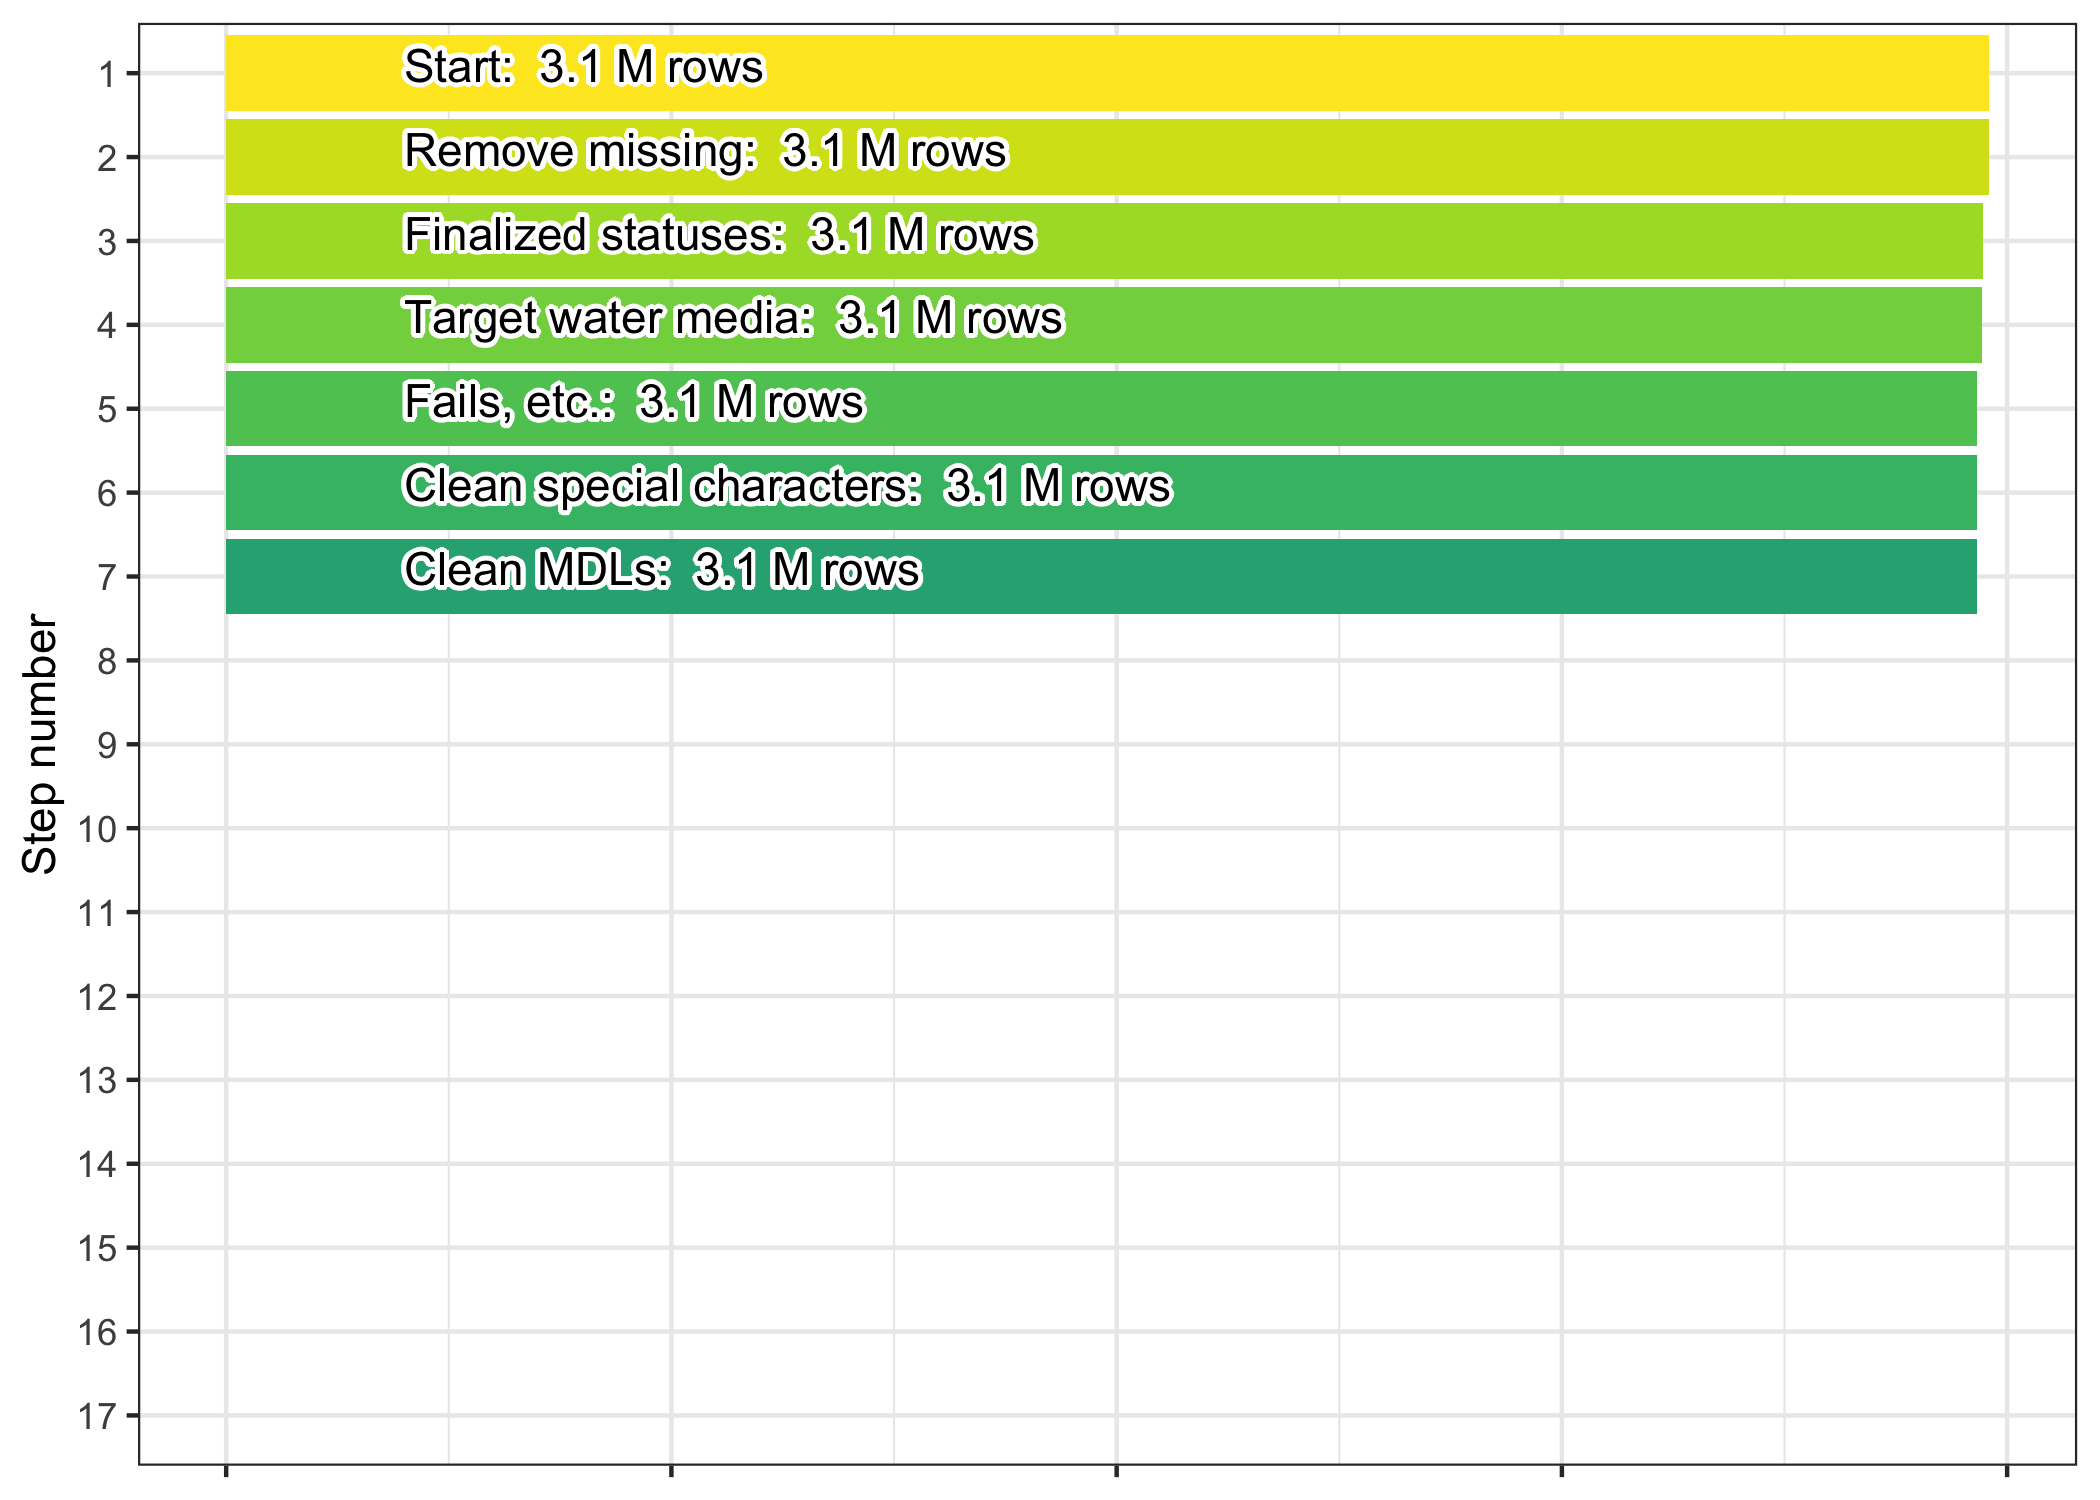 1
Start:  3.1 M rows
2
Remove missing:  3.1 M rows
3
Finalized statuses:  3.1 M rows
4
Target water media:  3.1 M rows
5
Fails, etc.:  3.1 M rows
6
Clean special characters:  3.1 M rows
7
Clean MDLs:  3.1 M rows
8
9
10
11
12
13
14
15
16
17
Step number